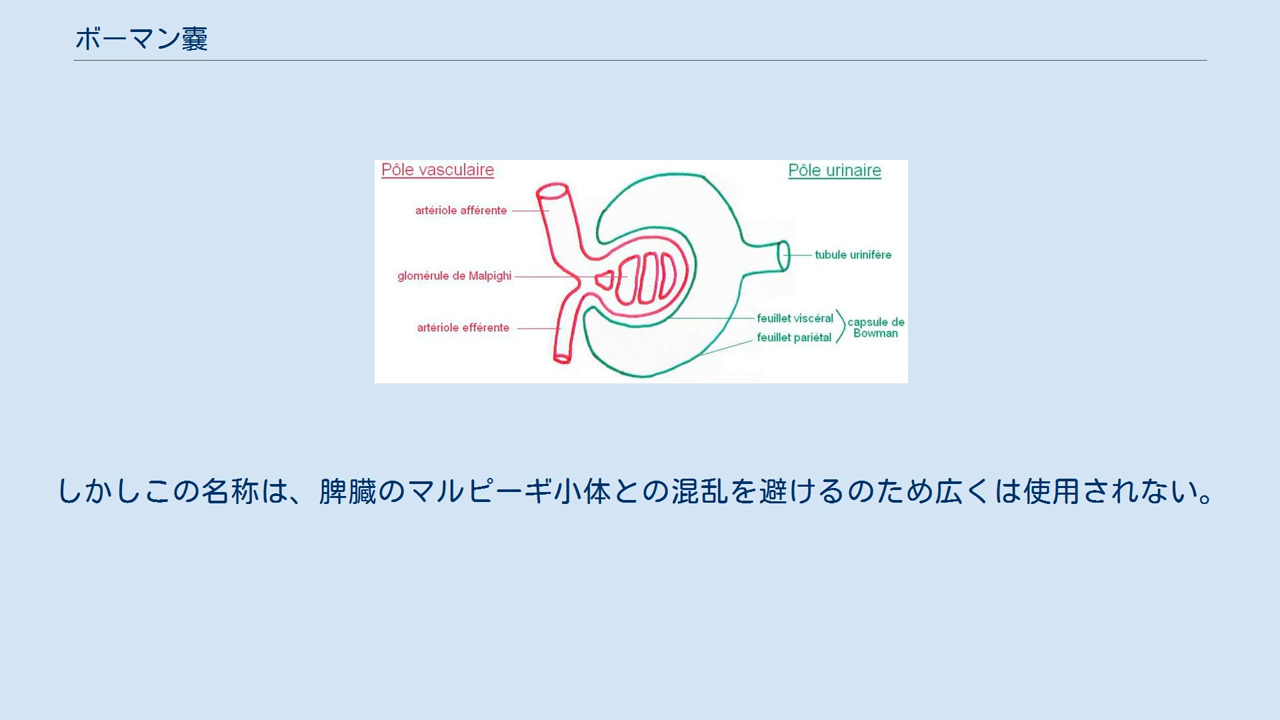 ボーマン嚢
Pôle vasculaire
Pôle urinaire
artériole afférente
tubule urinifère
glomérule de Malpighi
feuillet viscéral
feuillet pariétal
capsule de
Bowman
artériole efférente
しかしこの名称は、脾臓のマルピーギ小体との混乱を避けるのため広くは使用されない。